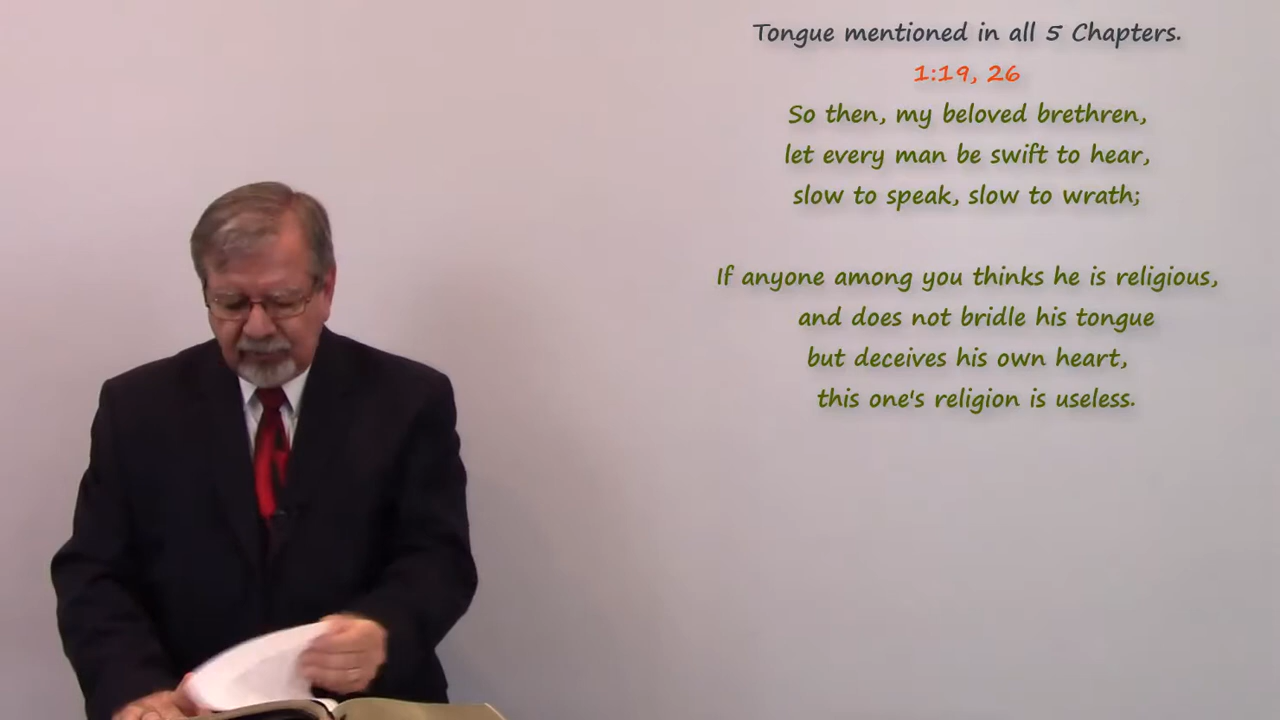 Tongue mentioned in all 5 Chapters.
1:19, 26
So then, my beloved brethren,
let every man be swift to hear,
slow to speak, slow to wrath;
If anyone among you thinks he is religious,
and does not bridle his tongue
but deceives his own heart,
this one's religion is useless.